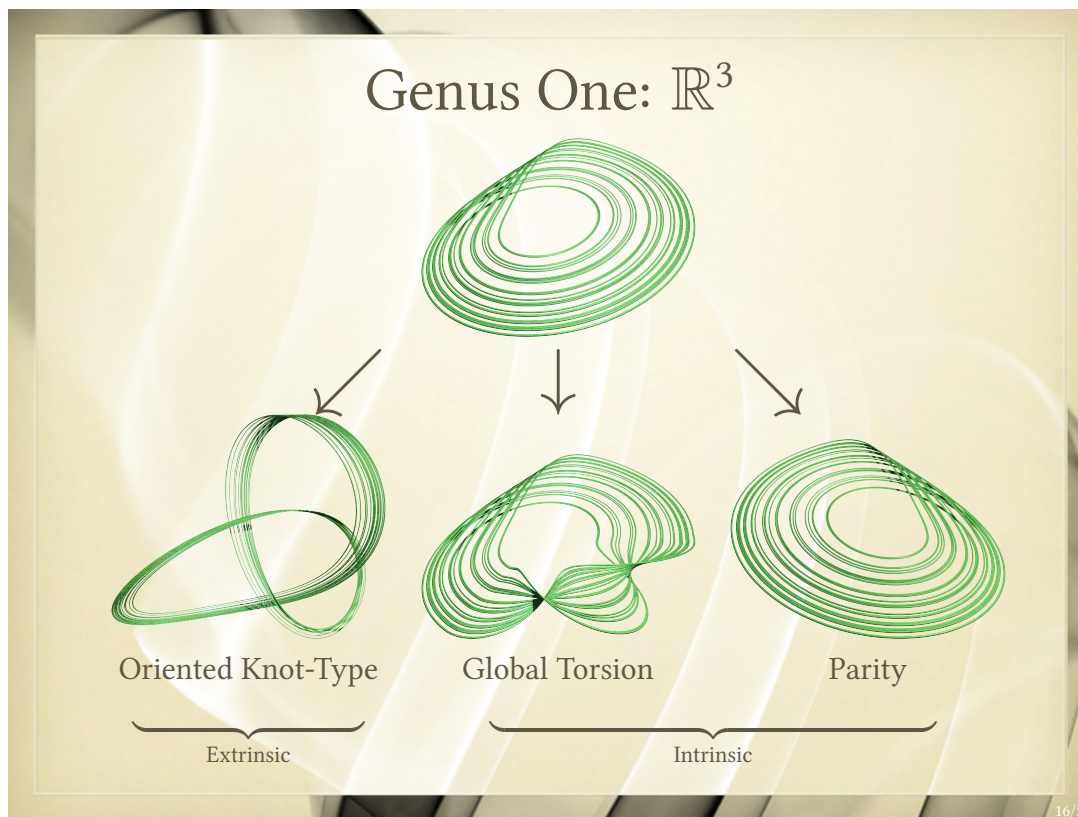 Genus One: ℝ³
Oriented Knot-Type
Global Torsion
Parity
Extrinsic
Intrinsic